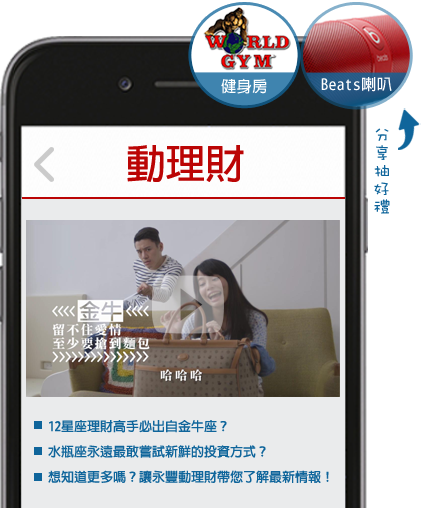 WORLD
GYM
健身房
Beats喇叭
分享抽好禮
動理財
<<<< 金牛 <<<<
留不住愛情
至少要搶到麵包
>>>>>>>>>>>>>>
哈哈哈
12星座理財高手必出自金牛座？
水瓶座永遠最敢嘗試新鮮的投資方式？
想知道更多嗎？讓永豐動理財帶您了解最新情報！